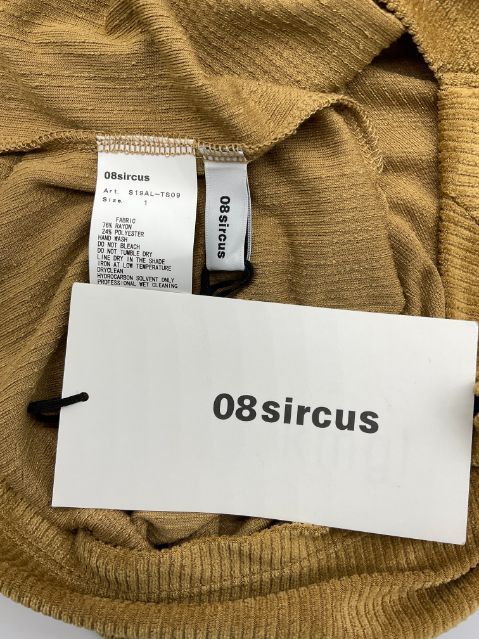 08sircus
Art. S19AL-TS09
Size. 1
FABRIC
76% RAYON
24% POLYESTER
HAND WASH
DO NOT BLEACH
DO NOT TUMBLE DRY
LINE DRY IN THE SHADE
IRON AT LOW TEMPERATURE
DRYCLEAN
HYDROCARBON SOLVENT ONLY
PROFESSIONAL WET CLEANING
08sircus
08sircus